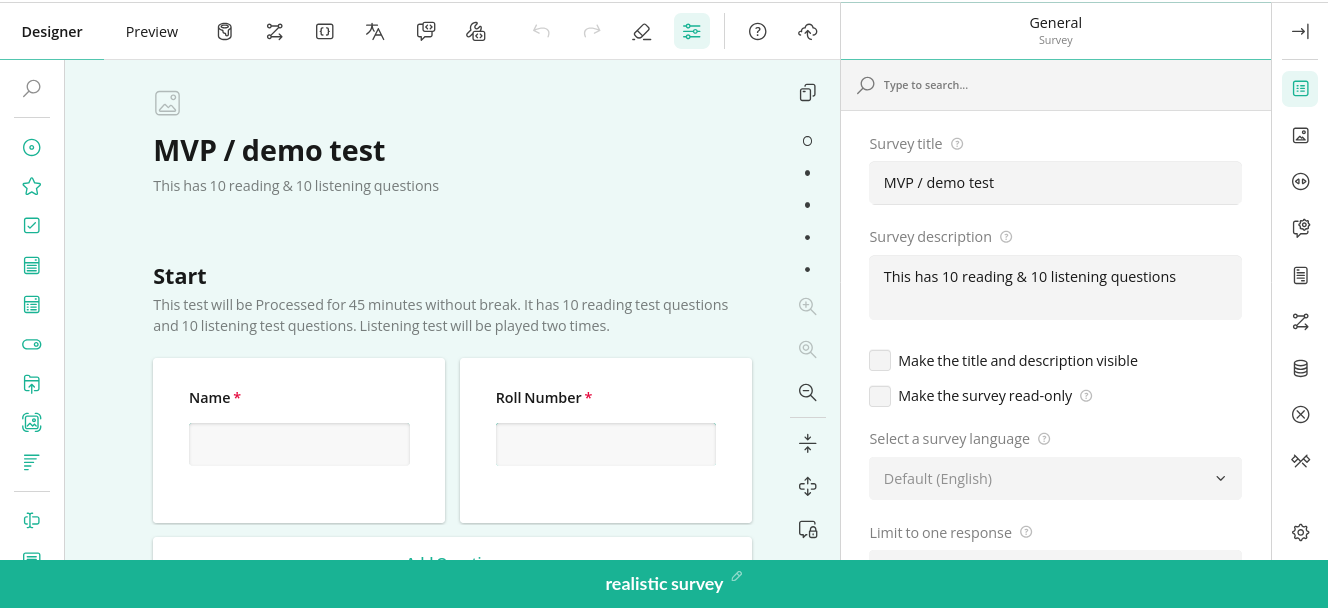 Designer
Preview
General
Survey
Type to search...
MVP / demo test
This has 10 reading & 10 listening questions
Start
This test will be Processed for 45 minutes without break. It has 10 reading test questions
and 10 listening test questions. Listening test will be played two times.
Name *
Roll Number *
Survey title
MVP / demo test
Survey description
This has 10 reading & 10 listening questions
Make the title and description visible
Make the survey read-only
Select a survey language
Default (English)
Limit to one response
realistic survey